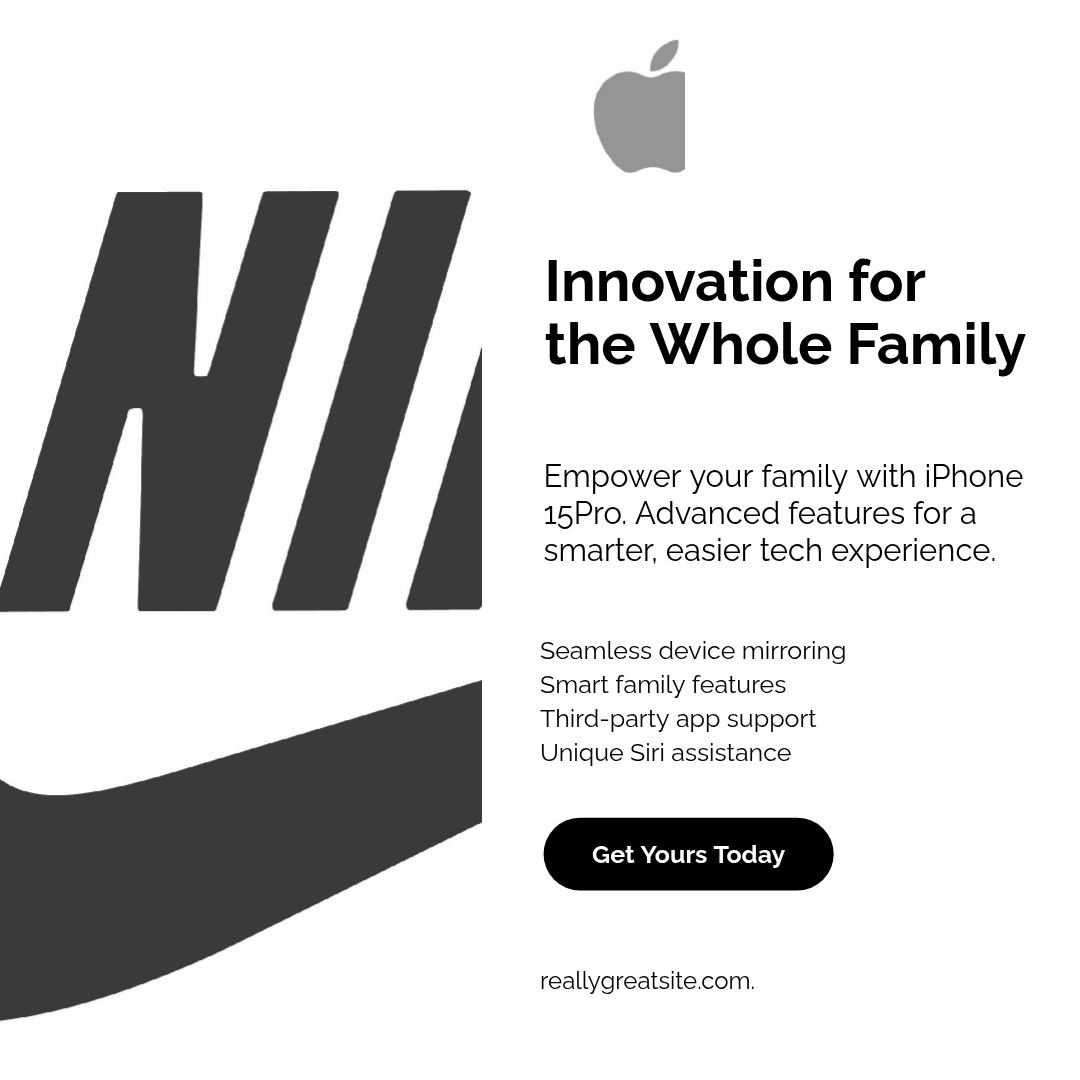 NI
Innovation for
the Whole Family
Empower your family with iPhone
15Pro. Advanced features for a
smarter, easier tech experience.
Seamless device mirroring
Smart family features
Third-party app support
Unique Siri assistance
Get Yours Today
reallygreatsite.com.